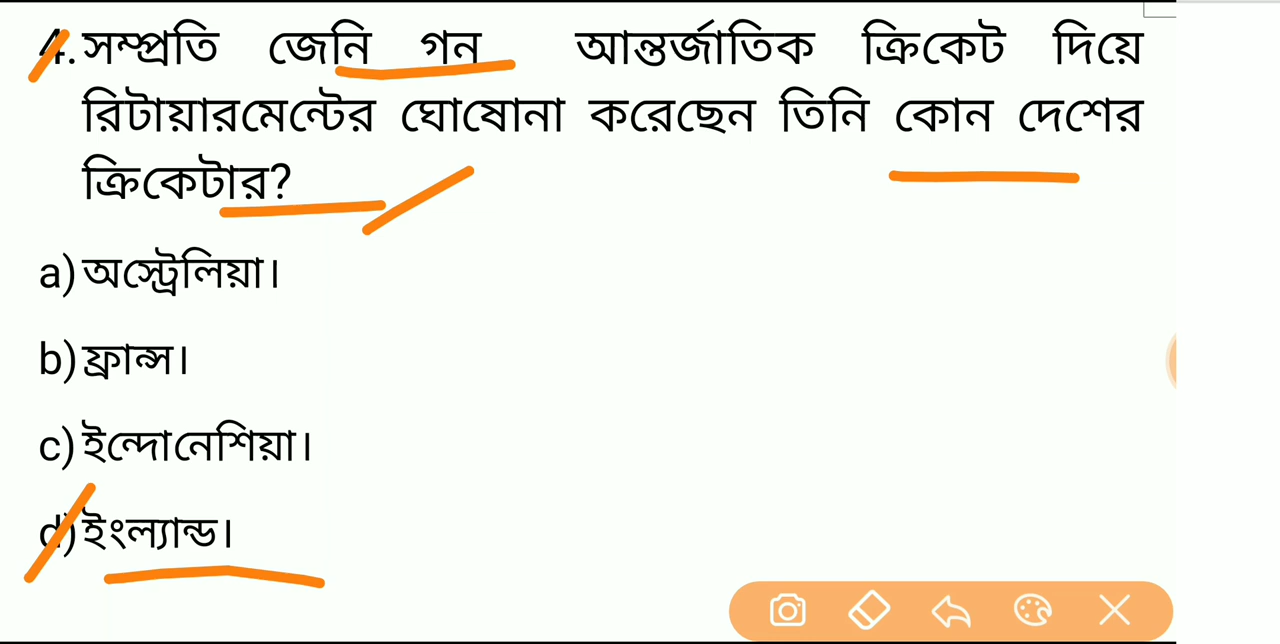 4. সম্প্রতি জেনি গন আন্তর্জাতিক ক্রিকেট দিয়ে
রিটায়ারমেন্টের ঘোষোনা করেছেন তিনি কোন দেশের
ক্রিকেটার?
a) অস্ট্রেলিয়া।
b) ফ্রান্স।
c) ইন্দোনেশিয়া।
d) ইংল্যান্ড।